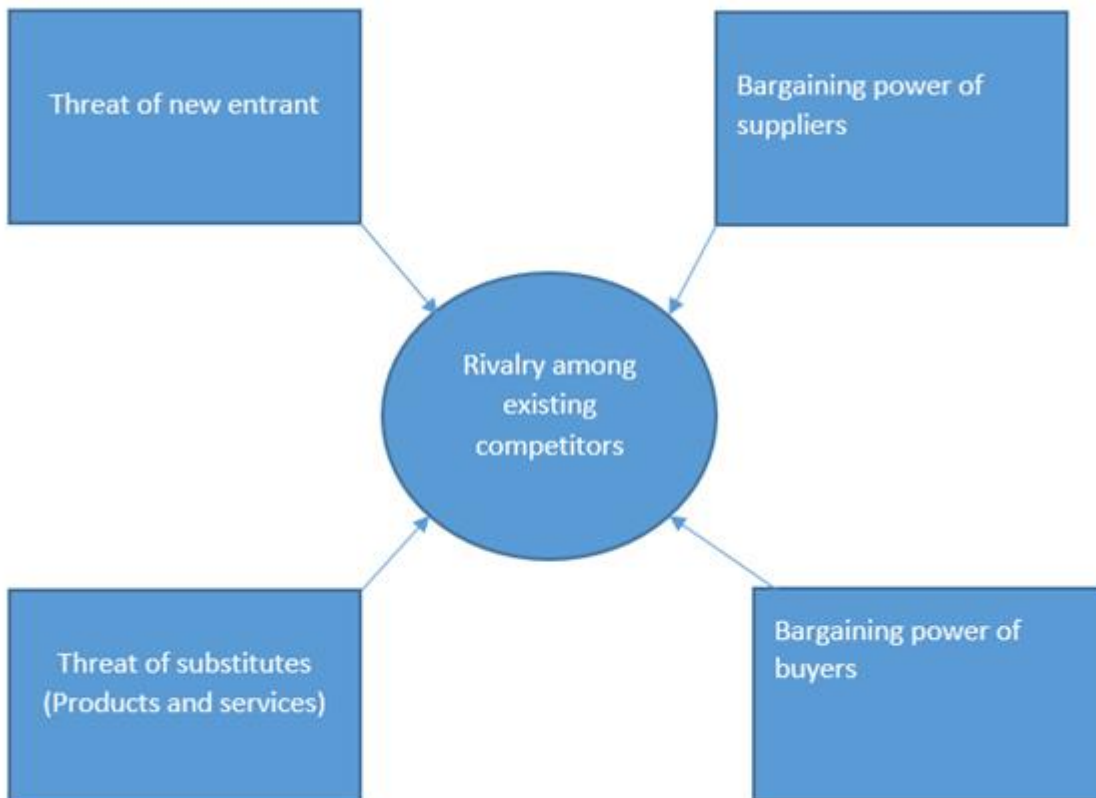 Threat of new entrant
Bargaining power of
suppliers
Rivalry among
existing
competitors
Threat of substitutes
(Products and services)
Bargaining power of
buyers